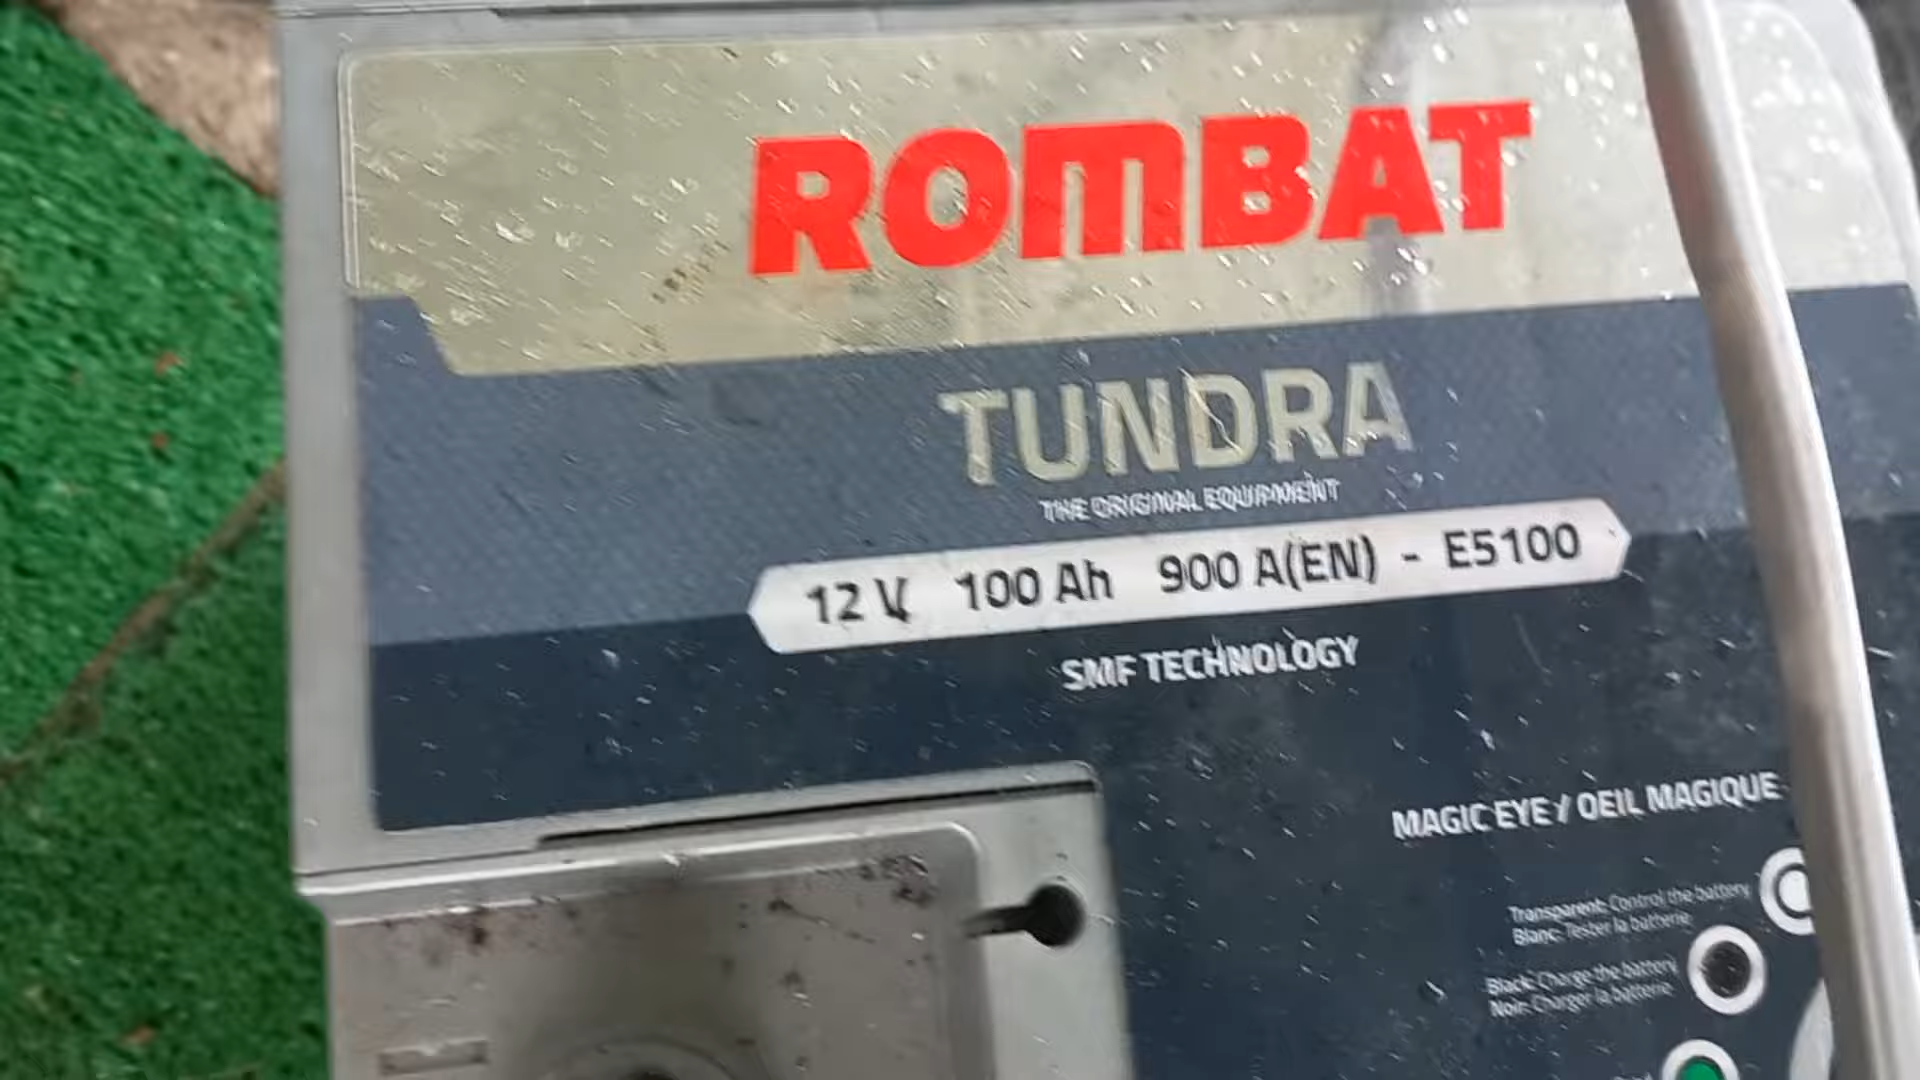 ROMBAT
TUNDRA
THE ORIGINAL EQUIPMENT
12 V 100 Ah 900 A(EN) - E5100
SMF TECHNOLOGY
MAGIC EYE / OEIL MAGIQUE
Transparent: Control the battery
Blanc: Tester la batterie
Black: Charge the battery
Noir: Charger la batterie